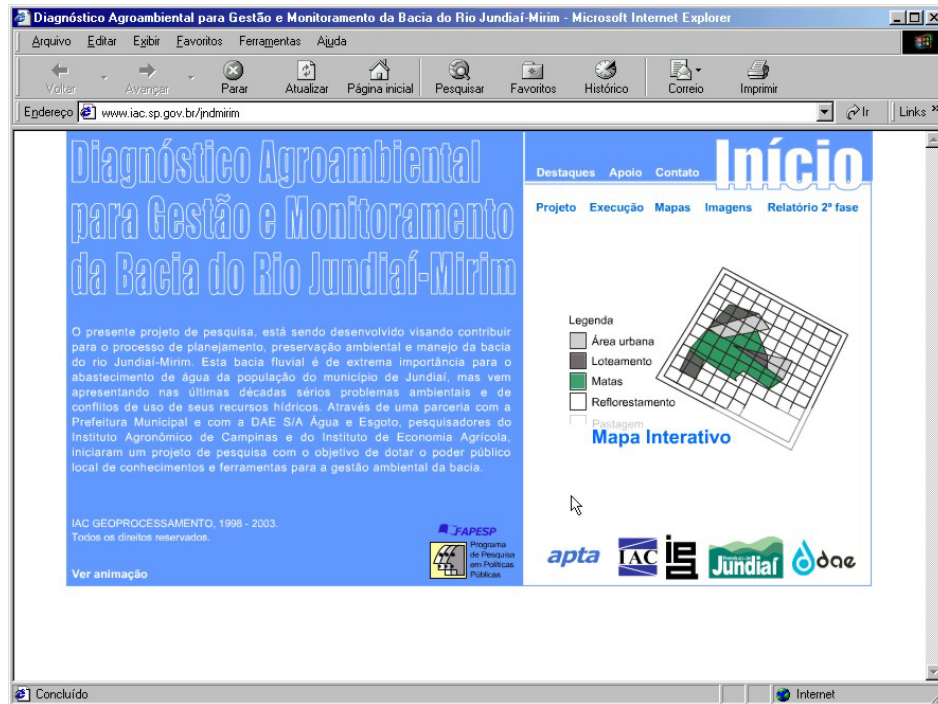 Diagnóstico Agroambiental para Gestão e Monitoramento da Bacia do Rio Jundiaí-Mirim - Microsoft Internet Explorer
Arquivo Editar Exibir Favoritos Ferramentas Ajuda
Voltar Avançar Parar Atualizar Página inicial Pesquisar Favoritos Histórico Correio Imprimir
Endereço www.iac.sp.gov.br/jndmirim Ir Links »
Diagnóstico Agroambiental
para Gestão e Monitoramento
da Bacia do Rio Jundiaí-Mirim
O presente projeto de pesquisa, está sendo desenvolvido visando contribuir
para o processo de planejamento, preservação ambiental e manejo da bacia
do rio Jundiaí-Mirim. Esta bacia fluvial é de extrema importância para o
abastecimento de água da população do município de Jundiaí, mas vem
apresentando nas últimas décadas sérios problemas ambientais e de
conflitos de uso de seus recursos hídricos. Através de uma parceria com a
Prefeitura Municipal e com a DAE S/A Água e Esgoto, pesquisadores do
Instituto Agronômico de Campinas e do Instituto de Economia Agrícola,
iniciaram um projeto de pesquisa com o objetivo de dotar o poder público
local de conhecimentos e ferramentas para a gestão ambiental da bacia.
IAC GEOPROCESSAMENTO, 1998 - 2003.
Todos os direitos reservados.
Ver animação
FAPESP
Programa
de Pesquisa
em Políticas
Públicas
Destaques Apoio Contato Início
Projeto Execução Mapas Imagens Relatório 2ª fase
Legenda
Área urbana
Loteamento
Matas
Reflorestamento
Pastagem
Mapa Interativo
apta IAC iea Jundiaí dae
Concluído Internet